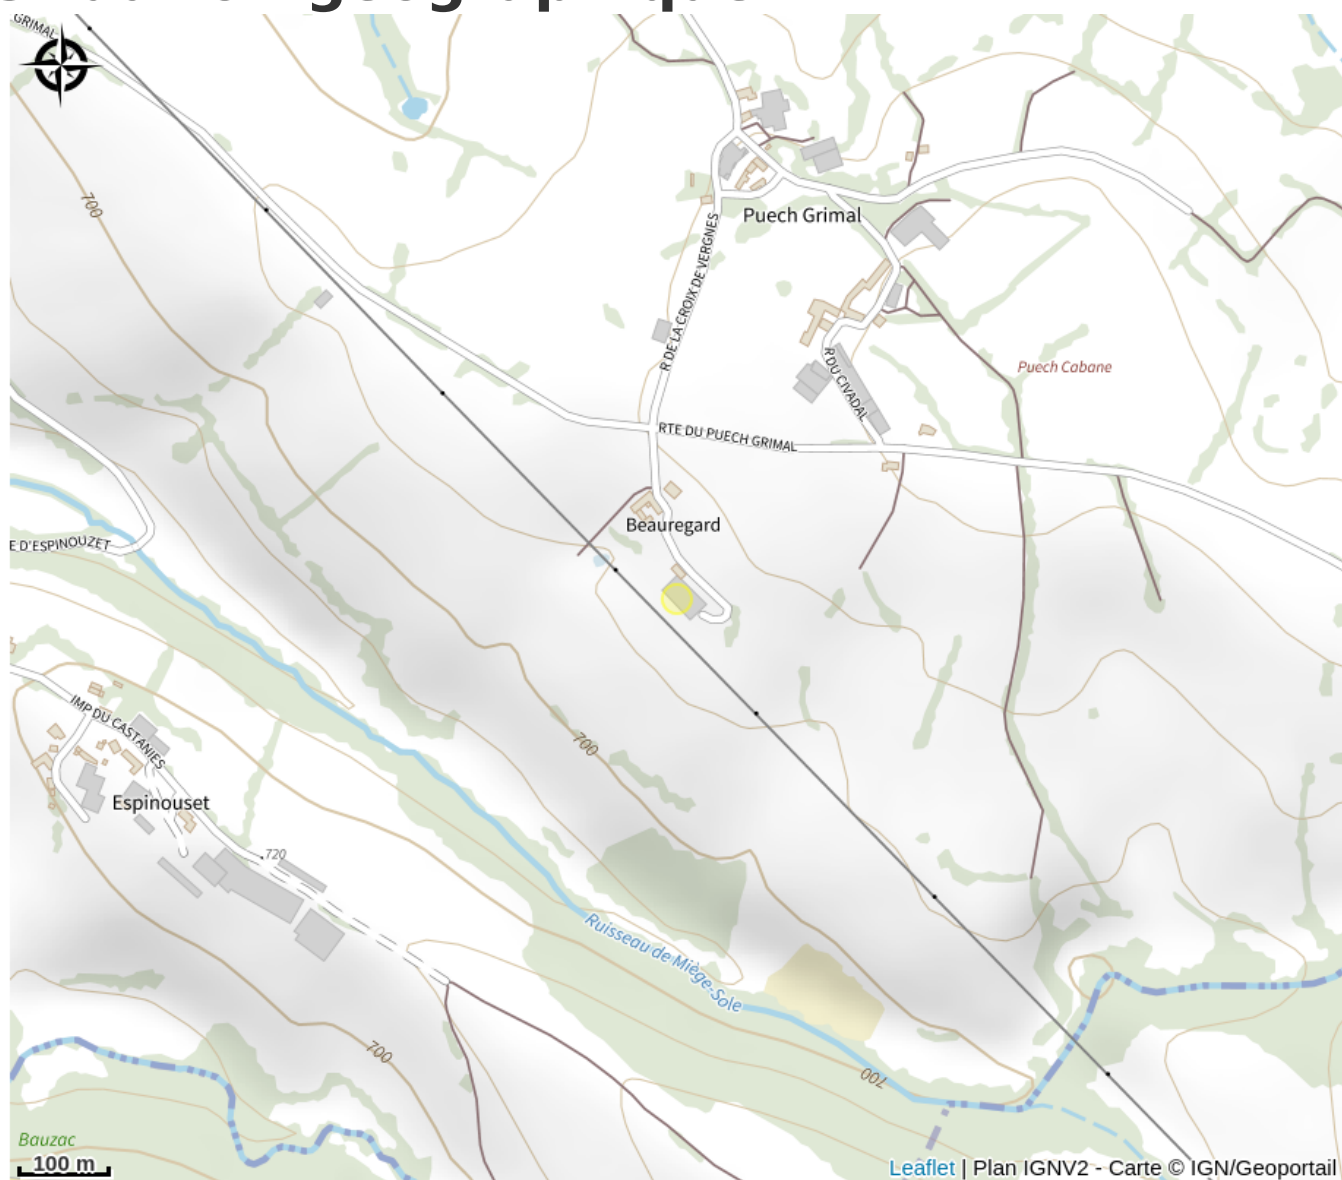 GRIMAL
700
Puech Grimal
R DE LA CROIX DE VERGNES
R DU CIVADAL
Puech Cabane
RTE DU PUECH GRIMAL
Beauregard
E D'ESPINOUZET
IMP DU CASTANIES
700
Espinouset
720
Ruisseau de Miège-Sole
700
700
Bauzac
100 m
Leaflet | Plan IGNV2 - Carte © IGN/Geoportail